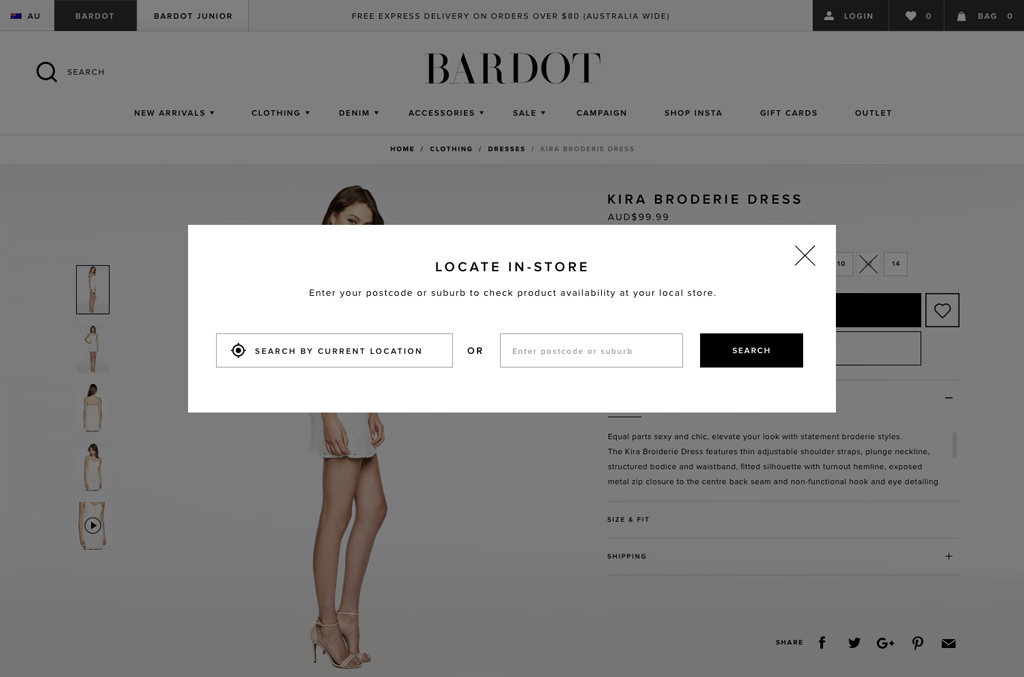 AU
BARDOT
BARDOT JUNIOR
FREE EXPRESS DELIVERY ON ORDERS OVER $80 (AUSTRALIA WIDE)
LOGIN
0
BAG 0
SEARCH
BARDOT
NEW ARRIVALS
CLOTHING
DENIM
ACCESSORIES
SALE
CAMPAIGN
SHOP INSTA
GIFT CARDS
OUTLET
HOME / CLOTHING / DRESSES / KIRA BRODERIE DRESS
KIRA BRODERIE DRESS
AUD$99.99
10
14
LOCATE IN-STORE
Enter your postcode or suburb to check product availability at your local store.
SEARCH BY CURRENT LOCATION
OR
Enter postcode or suburb
SEARCH
Equal parts sexy and chic, elevate your look with statement broderie styles.
The Kira Broiderie Dress features thin adjustable shoulder straps, plunge neckline,
structured bodice and waistband, fitted silhouette with turnout hemline, exposed
metal zip closure to the centre back seam and non-functional hook and eye detailing
SIZE & FIT
SHIPPING
SHARE